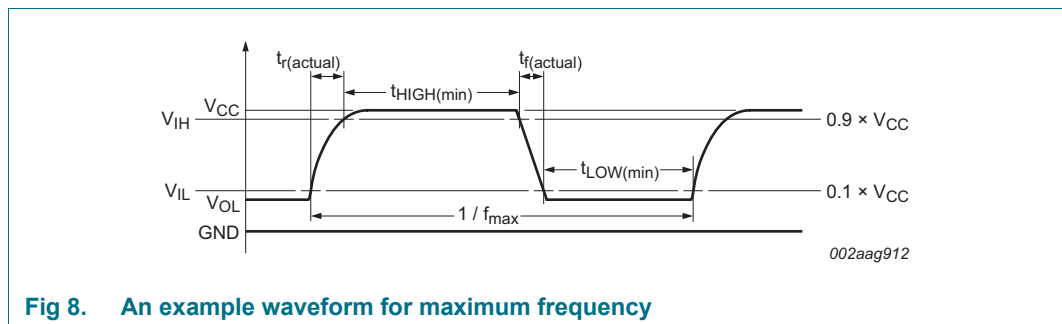 tr(actual)
tf(actual)
tHIGH(min)
VCC
VIH
0.9 × VCC
tLOW(min)
VIL
0.1 × VCC
VOL
1 / fmax
GND
002aag912
Fig 8. An example waveform for maximum frequency